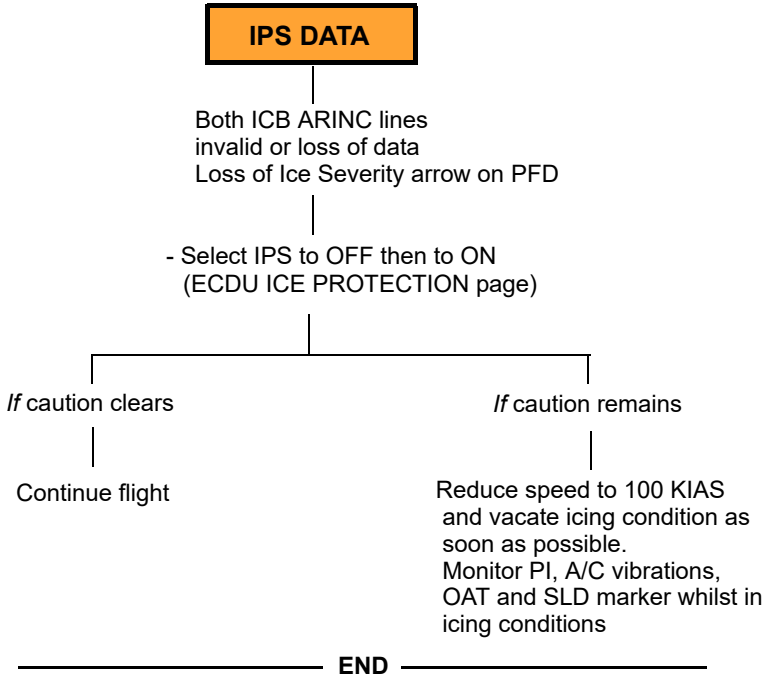 IPS DATA
Both ICB ARINC lines
invalid or loss of data
Loss of Ice Severity arrow on PFD
- Select IPS to OFF then to ON
(ECDU ICE PROTECTION page)
If caution clears
Continue flight
If caution remains
Reduce speed to 100 KIAS
and vacate icing condition as
soon as possible.
Monitor PI, A/C vibrations,
OAT and SLD marker whilst in
icing conditions
END